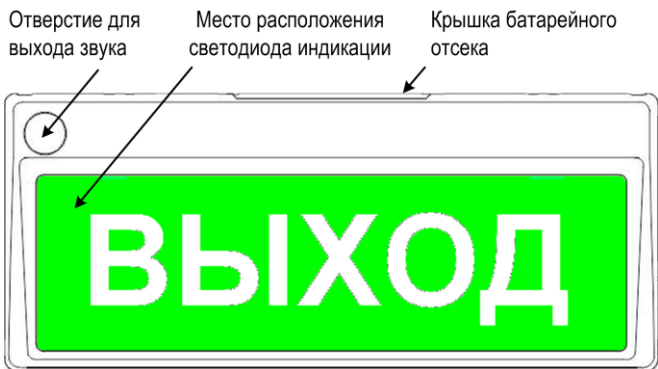 Отверстие для
выхода звука
Место расположения
светодиода индикации
Крышка батарейного
отсека
ВЫХОД